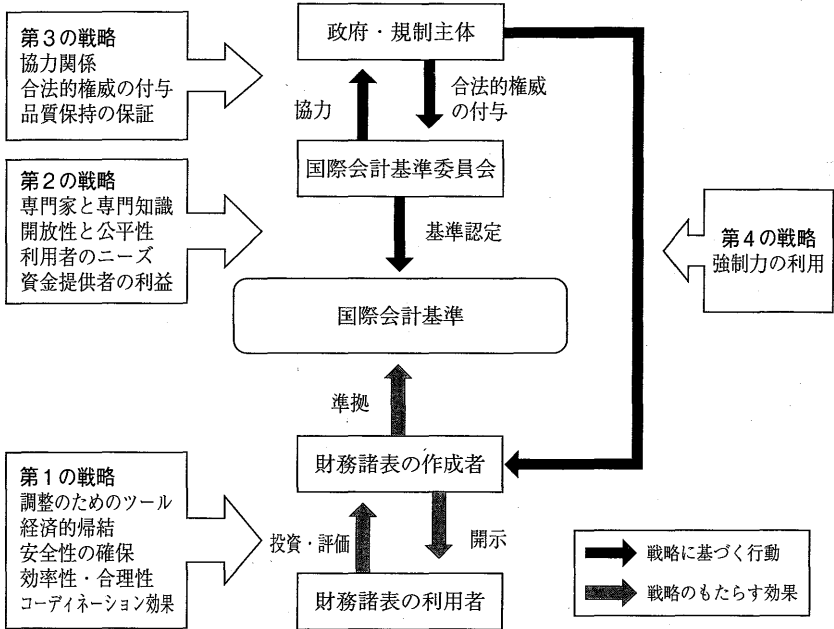 第3の戦略
協力関係
合法的権威の付与
品質保持の保証
政府・規制主体
協力
合法的権威
の付与
国際会計基準委員会
第2の戦略
専門家と専門知識
開放性と公平性
利用者のニーズ
資金提供者の利益
基準認定
第4の戦略
強制力の利用
国際会計基準
準拠
財務諸表の作成者
第1の戦略
調整のためのツール
経済的帰結
安全性の確保
効率性・合理性
コーディネーション効果
投資・評価
開示
財務諸表の利用者
戦略に基づく行動
戦略のもたらす効果